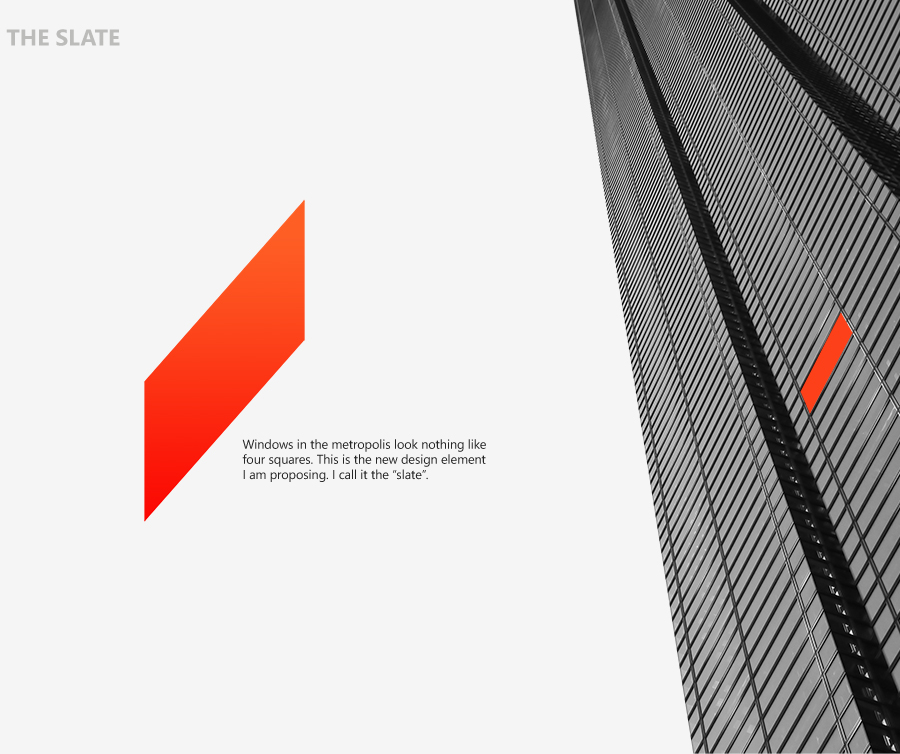 THE SLATE
Windows in the metropolis look nothing like
four squares. This is the new design element
I am proposing. I call it the “slate”.